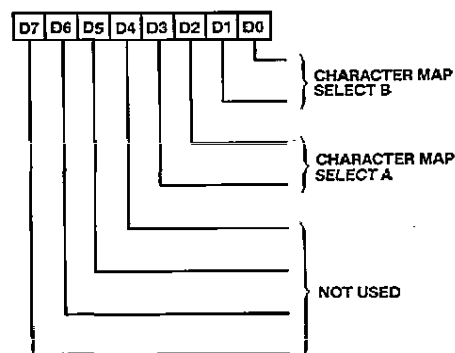 D7 D6 D5 D4 D3 D2 D1 D0
CHARACTER MAP
SELECT B
CHARACTER MAP
SELECT A
NOT USED